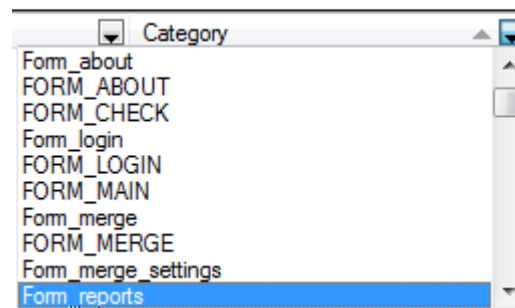 Category
Form_about
FORM_ABOUT
FORM_CHECK
Form_login
FORM_LOGIN
FORM_MAIN
Form_merge
FORM_MERGE
Form_merge_settings
Form_reports